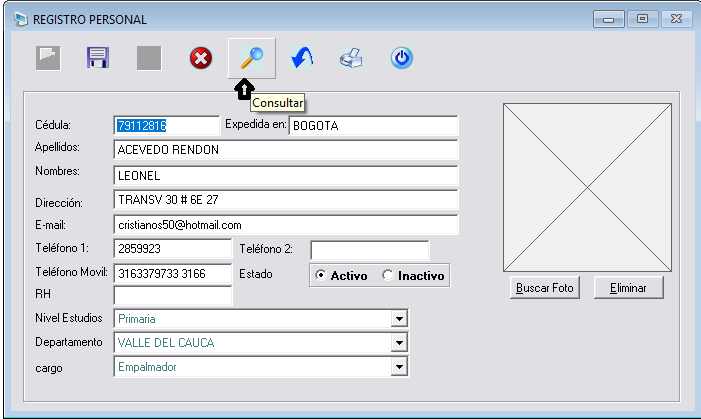 REGISTRO PERSONAL
Consultar
Cédula: 79112816 Expedida en: BOGOTA
Apellidos: ACEVEDO RENDON
Nombres: LEONEL
Dirección: TRANSV 30 # 6E 27
E-mail: cristianos50@hotmail.com
Teléfono 1: 2859923 Teléfono 2:
Teléfono Movil: 3163379733 3166 Estado Activo Inactivo
RH
Buscar Foto Eliminar
Nivel Estudios Primaria
Departamento VALLE DEL CAUCA
cargo Empalmador